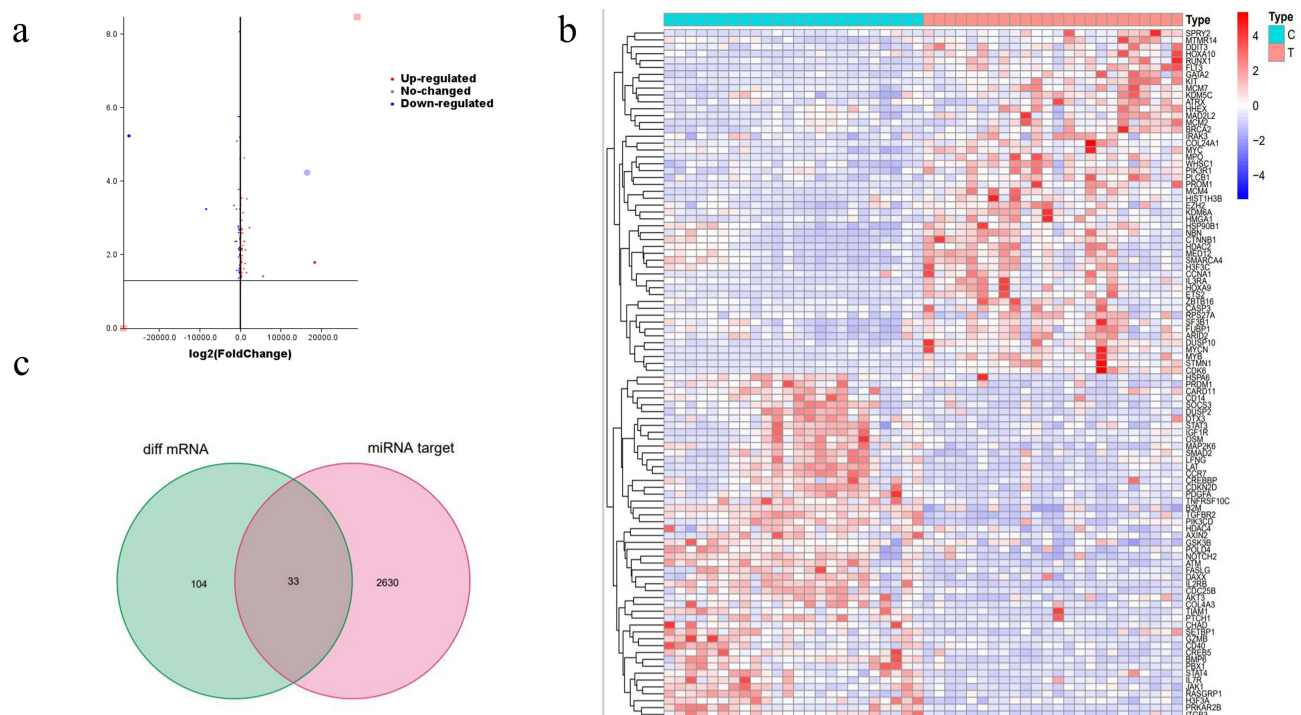 a
8.0
6.0
4.0
2.0
0.0
-20000.0
-10000.0
0.0
10000.0
20000.0
log2(FoldChange)
Up-regulated
No-changed
Down-regulated
b
Type
SPRY2
MTMR14
DDIT3
HOXA10
RUNX1
FLT3
GATA2
KIT
MCM7
KDM5C
ATRX
HHEX
MAD2L2
MCM2
BRCA2
IRAK3
COL24A1
MYC
MPO
WHSC1
PIK3R1
PLCB1
PROM1
MCM4
HIST1H3B
EZH2
KDM6A
HMGA1
HSP90B1
NBN
CTNNB1
HDAC2
MED12
SMARCA4
H3F3C
CCNA1
IL3RA
HOXA9
ETS2
ZBTB16
CASP3
RPS27A
SF3B1
FUBP1
ARID2
DUSP10
MYCN
MYB
STMN1
CDK6
HSPA6
PRDM1
CARD11
CD14
SOCS3
DUSP2
DTX3
STAT3
IGF1R
OSM
MAP2K6
SMAD2
LFNG
LAT
CCR7
CREBBP
CDKN2D
PDGFA
TNFRSF10C
B2M
TGFBR2
PIK3CD
HDAC4
AXIN2
GSK3B
POLD4
NOTCH2
ATM
FASLG
DAXX
IL2RB
CDC25B
AKT3
COL4A3
TIAM1
PTCH1
CHAD
SETBP1
GZMB
CD40
CREB5
BMP6
PBX1
STAT4
IL7R
JAK1
RASGRP1
H3F3A
PRKAR2B
4
2
0
−2
−4
Type
C
T
c
diff mRNA
miRNA target
104
33
2630